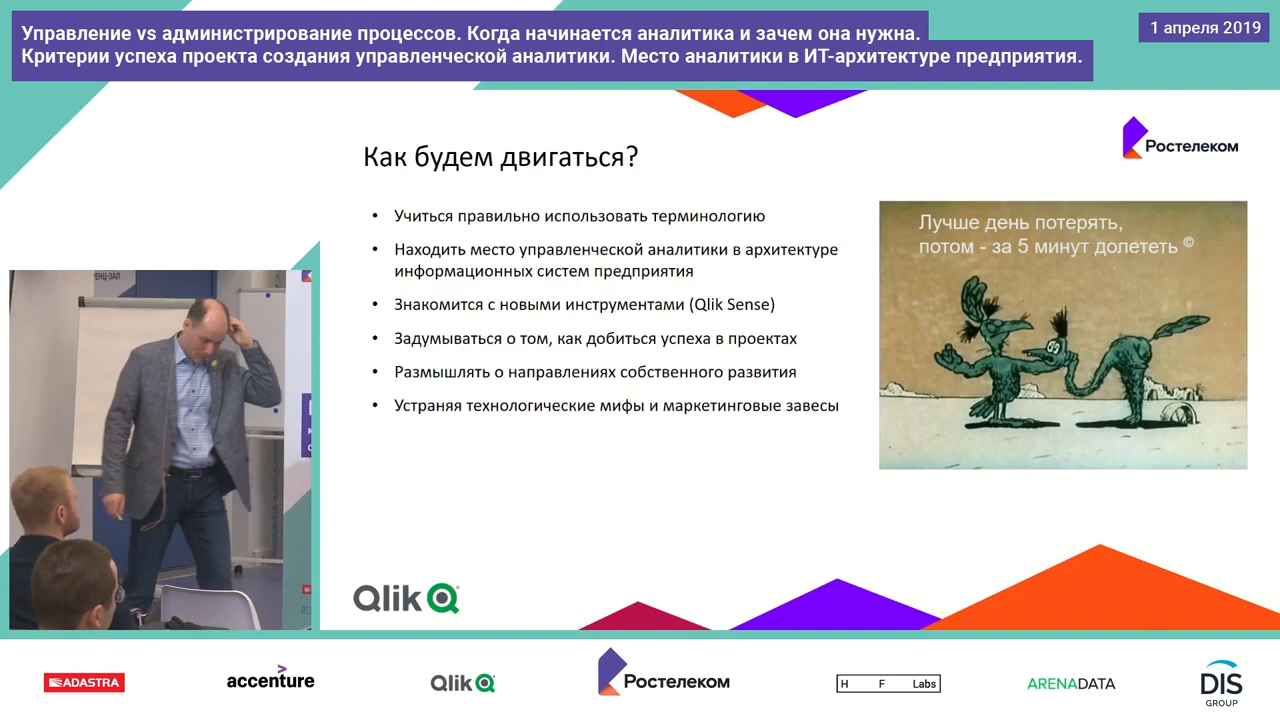 Управление vs администрирование процессов. Когда начинается аналитика и зачем она нужна.
Критерии успеха проекта создания управленческой аналитики. Место аналитики в ИТ-архитектуре предприятия.
1 апреля 2019
Ростелеком
Как будем двигаться?
• Учиться правильно использовать терминологию
• Находить место управленческой аналитики в архитектуре
информационных систем предприятия
• Знакомится с новыми инструментами (Qlik Sense)
• Задумываться о том, как добиться успеха в проектах
• Размышлять о направлениях собственного развития
• Устраняя технологические мифы и маркетинговые завесы
Лучше день потерять,
потом - за 5 минут долететь ©
Qlik
ADASTRA
accenture
Qlik
Ростелеком
H F Labs
ARENADATA
DIS
GROUP